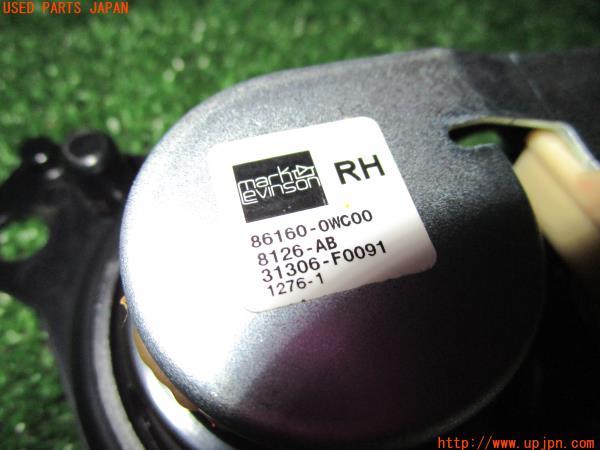 USED PARTS JAPAN
mark
Levinson
RH
86160-0WC00
8126-AB
31306-F0091
1276-1
http://www.upjpn.com